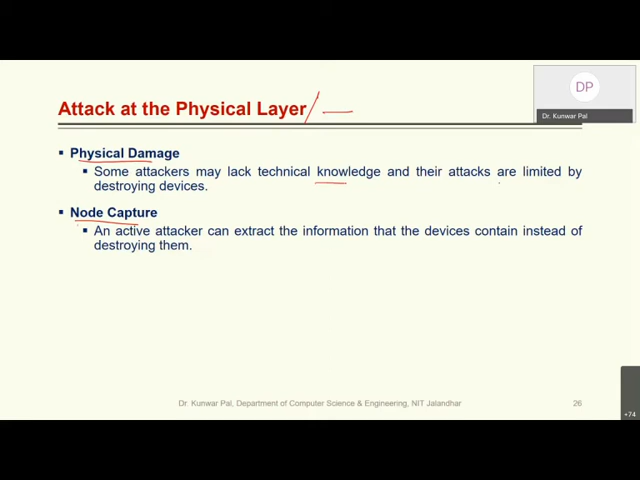 Attack at the Physical Layer
DP
Dr. Kunwar Pal
▪ Physical Damage
▪ Some attackers may lack technical knowledge and their attacks are limited by
destroying devices.
▪ Node Capture
▪ An active attacker can extract the information that the devices contain instead of
destroying them.
Dr. Kunwar Pal, Department of Computer Science & Engineering, NIT Jalandhar
26
+74